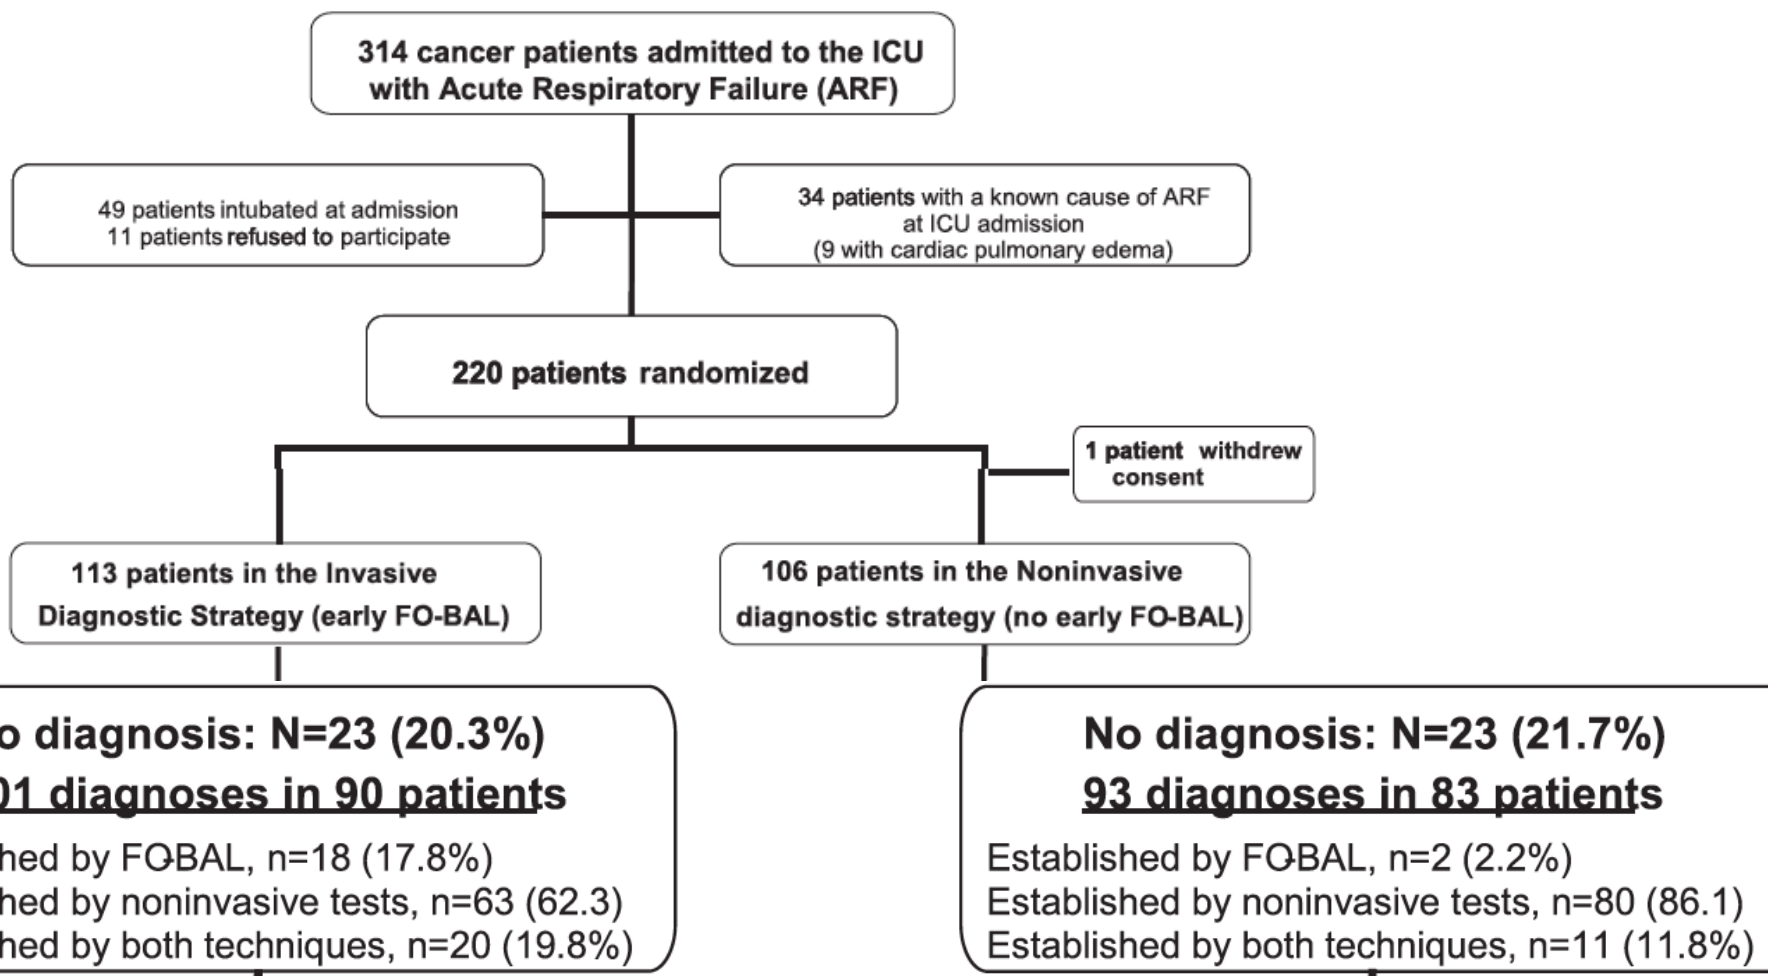 314 cancer patients admitted to the ICU
with Acute Respiratory Failure (ARF)
49 patients intubated at admission
11 patients refused to participate
34 patients with a known cause of ARF
at ICU admission
(9 with cardiac pulmonary edema)
220 patients randomized
1 patient withdrew
consent
113 patients in the Invasive
Diagnostic Strategy (early FO-BAL)
106 patients in the Noninvasive
diagnostic strategy (no early FO-BAL)
o diagnosis: N=23 (20.3%)
01 diagnoses in 90 patients
hed by FO-BAL, n=18 (17.8%)
hed by noninvasive tests, n=63 (62.3)
hed by both techniques, n=20 (19.8%)
No diagnosis: N=23 (21.7%)
93 diagnoses in 83 patients
Established by FO-BAL, n=2 (2.2%)
Established by noninvasive tests, n=80 (86.1)
Established by both techniques, n=11 (11.8%)